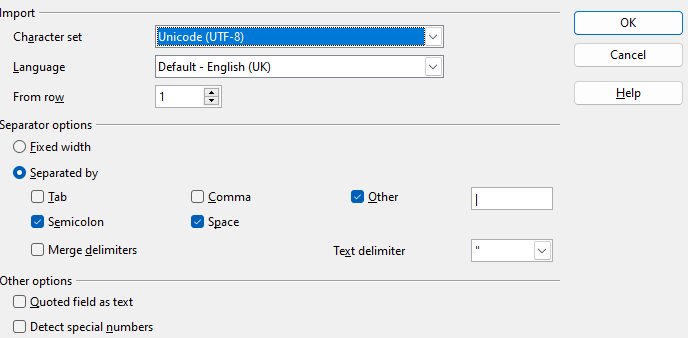 Import
OK
Character set Unicode (UTF-8)
Cancel
Language Default - English (UK)
Help
From row 1
Separator options
Fixed width
Separated by
Tab Comma Other |
Semicolon Space
Merge delimiters Text delimiter "
Other options
Quoted field as text
Detect special numbers